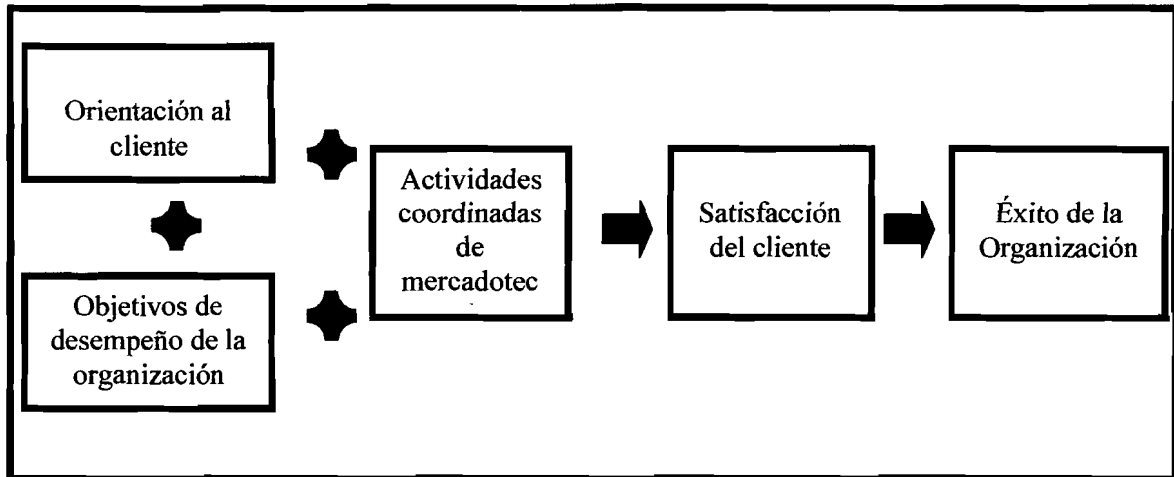 Orientación al
cliente
Objetivos de
desempeño de la
organización
Actividades
coordinadas
de
mercadotec
Satisfacción
del cliente
Éxito de la
Organización